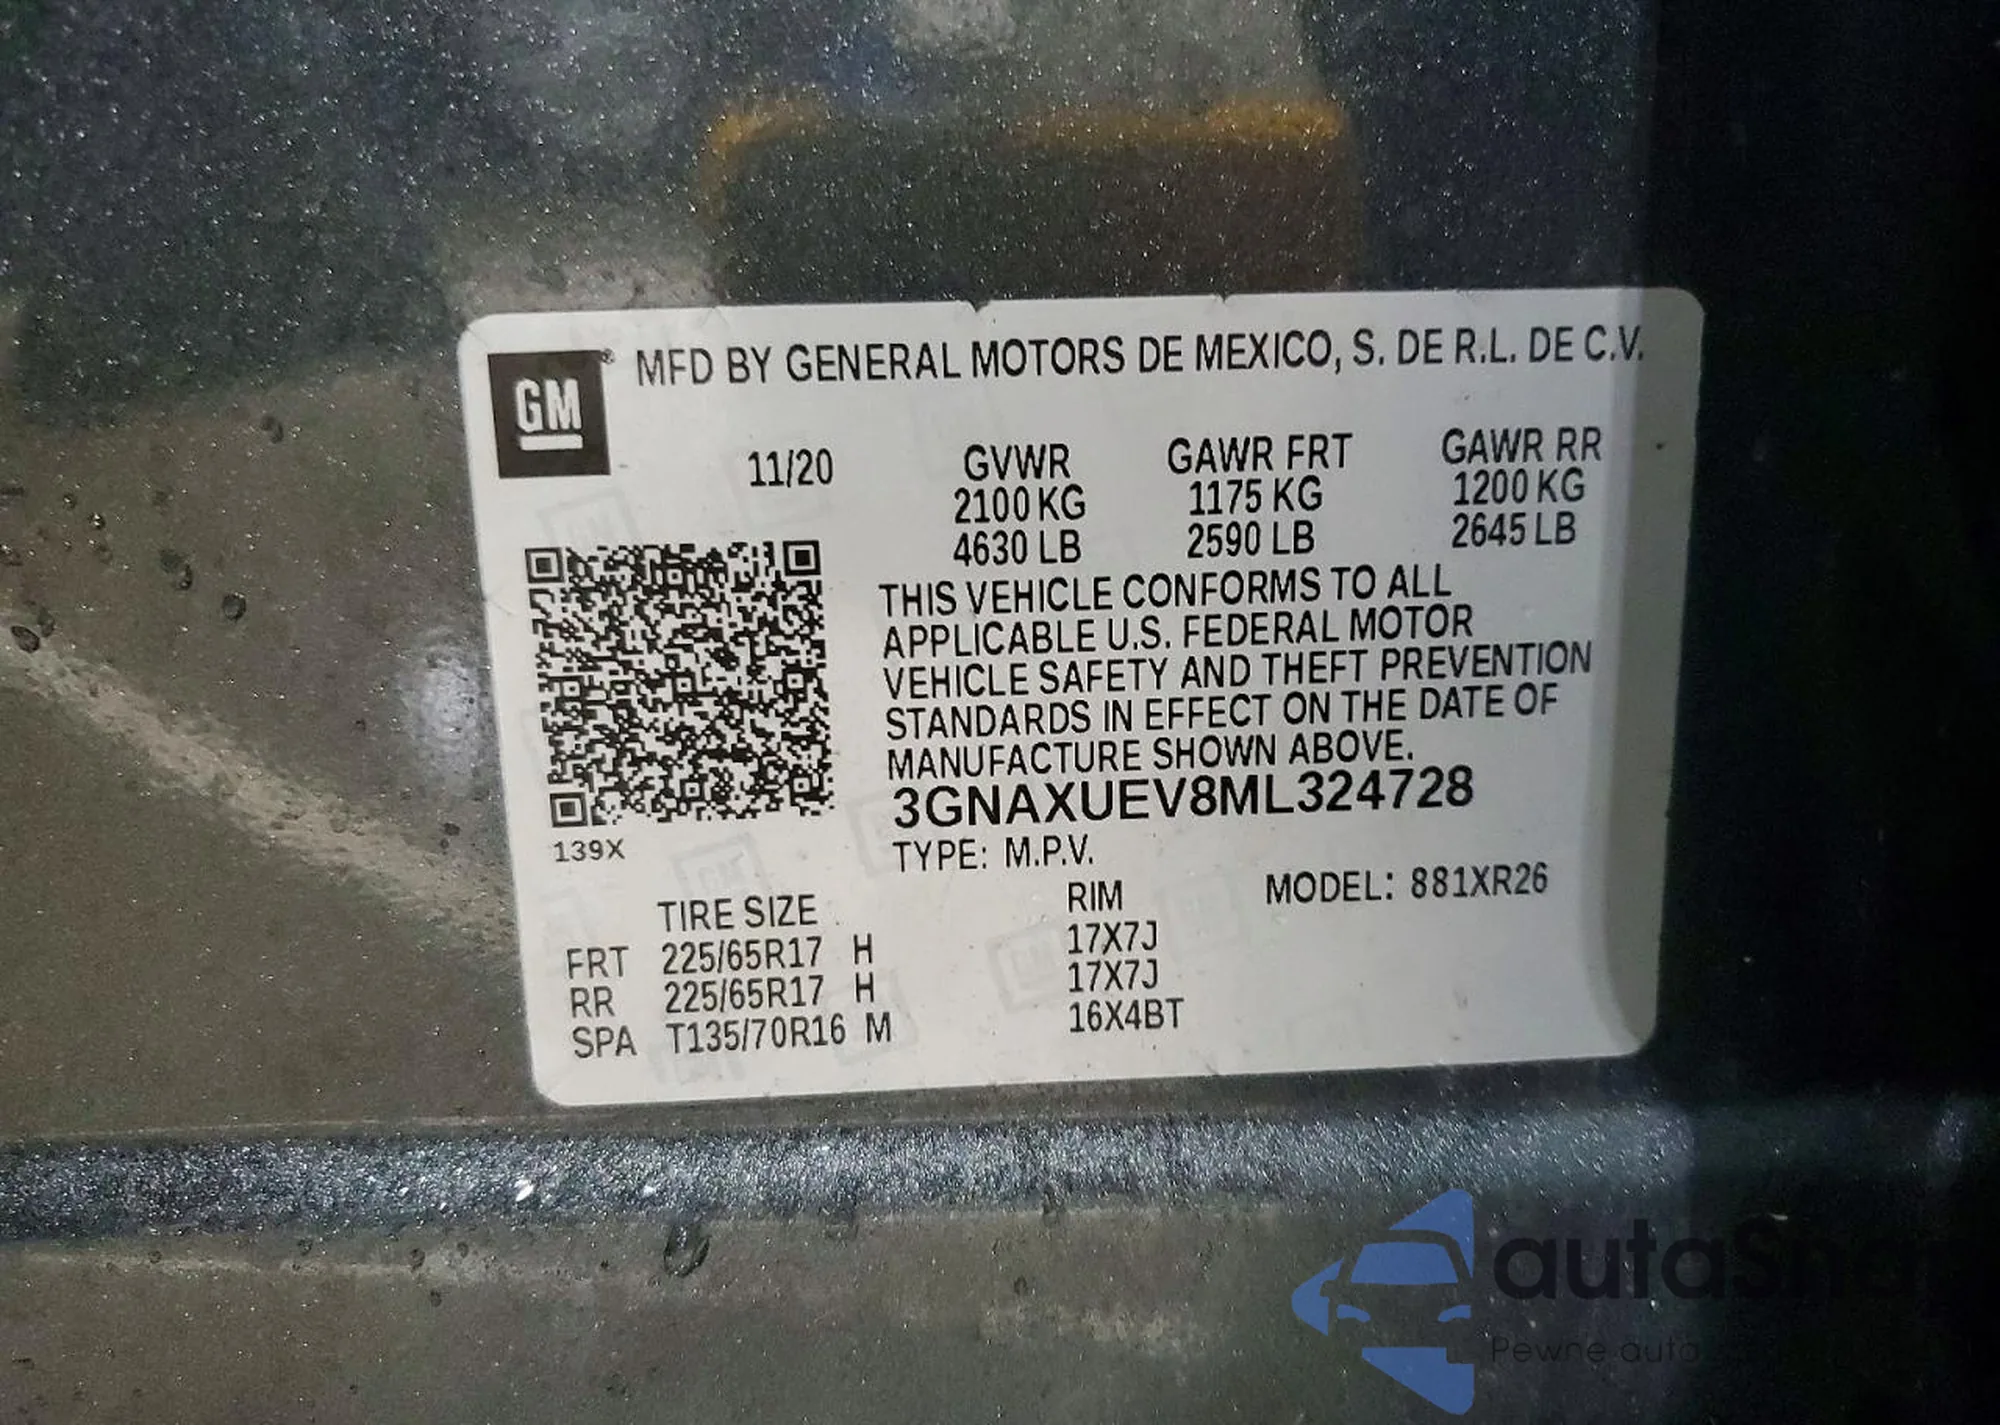 GM
MFD BY GENERAL MOTORS DE MEXICO, S. DE R.L. DE C.V.
11/20 GVWR GAWR FRT GAWR RR
2100 KG 1175 KG 1200 KG
4630 LB 2590 LB 2645 LB
THIS VEHICLE CONFORMS TO ALL
APPLICABLE U.S. FEDERAL MOTOR
VEHICLE SAFETY AND THEFT PREVENTION
STANDARDS IN EFFECT ON THE DATE OF
MANUFACTURE SHOWN ABOVE.
3GNAXUEV8ML324728
139X
TYPE: M.P.V.
TIRE SIZE RIM MODEL: 881XR26
FRT 225/65R17 H 17X7J
RR 225/65R17 H 17X7J
SPA T135/70R16 M 16X4BT
Pewne auto